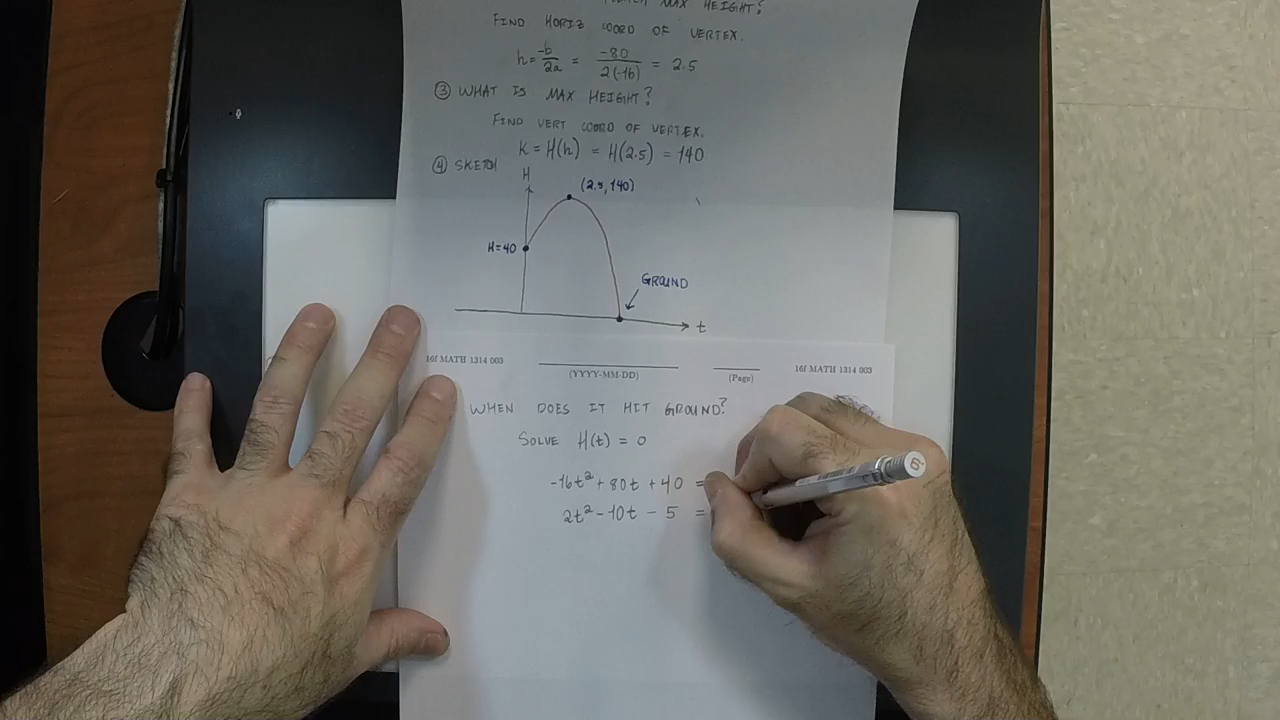 MAX HEIGHT?
FIND HORIZ COORD OF VERTEX.
h = -b/2a = -80/2(-16) = 2.5
③ WHAT IS MAX HEIGHT?
FIND VERT COORD OF VERTEX.
K = H(h) = H(2.5) = 140
④ SKETCH
H
(2.5, 140)
H=40
GROUND
t
16f MATH 1314 003
(YYYY-MM-DD)
(Page)
16f MATH 1314 003
WHEN DOES IT HIT GROUND?
SOLVE H(t) = 0
-16t² + 80t + 40 =
2t² - 10t - 5 =
6